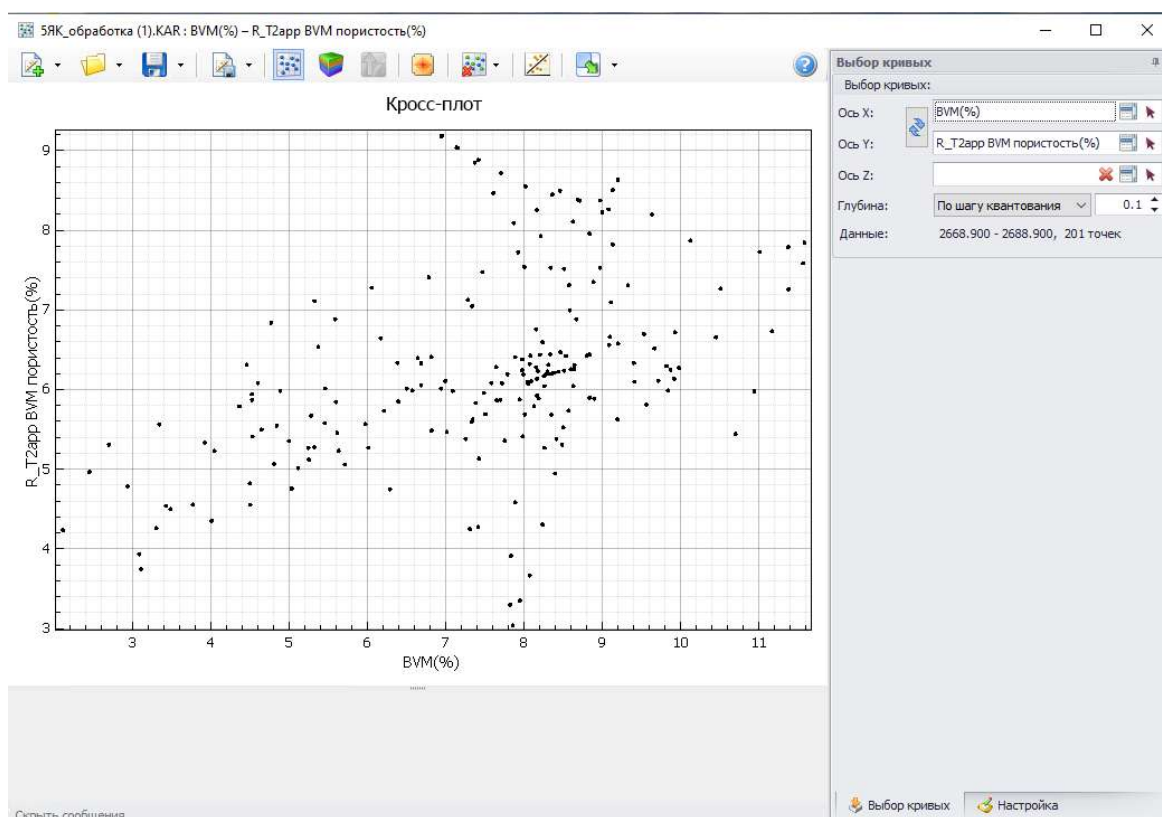 5ЯК_обработка (1).KAR : BVM(%) – R_T2app BVM пористость(%)
Кросс-плот
9
8
7
6
5
4
3
R_T2app BVM пористость(%)
3 4 5 6 7 8 9 10 11
BVM(%)
Выбор кривых
Выбор кривых:
Ось X: BVM(%)
Ось Y: R_T2app BVM пористость(%)
Ось Z:
Глубина: По шагу квантования 0.1
Данные: 2668.900 - 2688.900, 201 точек
Скрыть сообщения
Выбор кривых Настройка